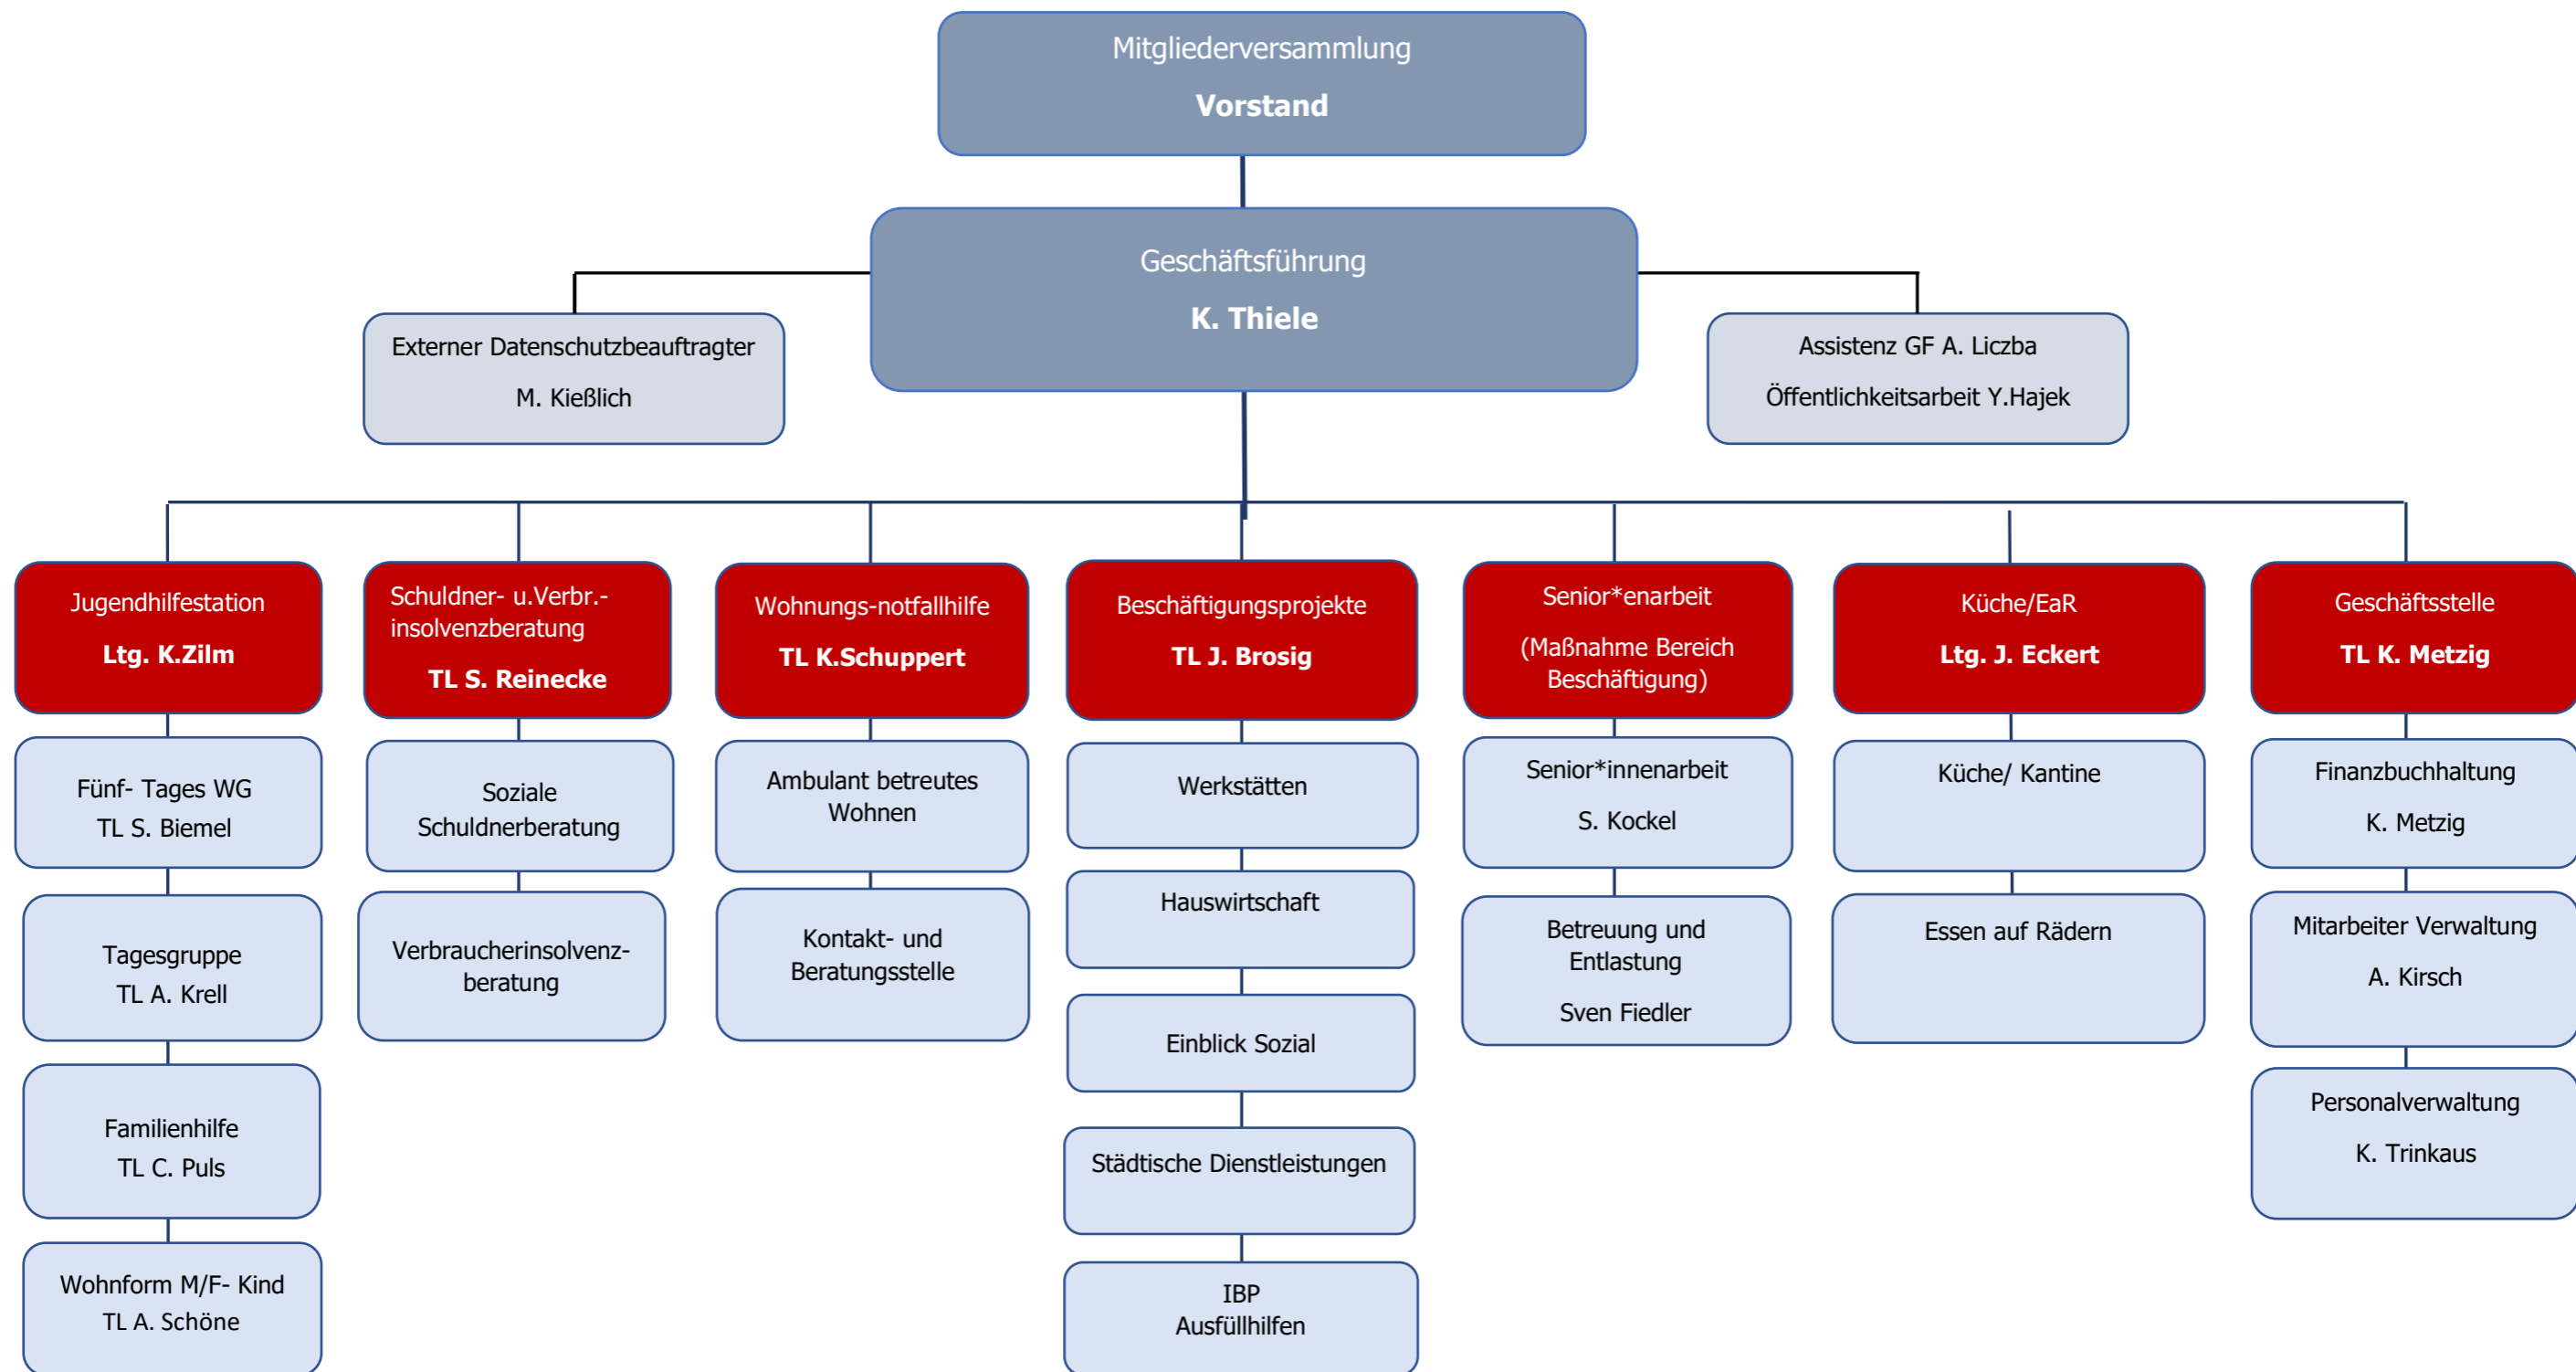 Mitgliederversammlung
Vorstand
Geschäftsführung
K. Thiele
Externer Datenschutzbeauftragter
M. Kießlich
Assistenz GF A. Liczba
Öffentlichkeitsarbeit Y.Hajek
Jugendhilfestation
Ltg. K.Zilm
Fünf- Tages WG
TL S. Biemel
Tagesgruppe
TL A. Krell
Familienhilfe
TL C. Puls
Wohnform M/F- Kind
TL A. Schöne
Schuldner- u.Verbr.-
insolvenzberatung
TL S. Reinecke
Soziale
Schuldnerberatung
Verbraucherinsolvenz-
beratung
Wohnungs-notfallhilfe
TL K.Schuppert
Ambulant betreutes
Wohnen
Kontakt- und
Beratungsstelle
Beschäftigungsprojekte
TL J. Brosig
Werkstätten
Hauswirtschaft
Einblick Sozial
Städtische Dienstleistungen
IBP
Ausfüllhilfen
Senior*enarbeit
(Maßnahme Bereich
Beschäftigung)
Senior*innenarbeit
S. Kockel
Betreuung und
Entlastung
Sven Fiedler
Küche/EaR
Ltg. J. Eckert
Küche/ Kantine
Essen auf Rädern
Geschäftsstelle
TL K. Metzig
Finanzbuchhaltung
K. Metzig
Mitarbeiter Verwaltung
A. Kirsch
Personalverwaltung
K. Trinkaus